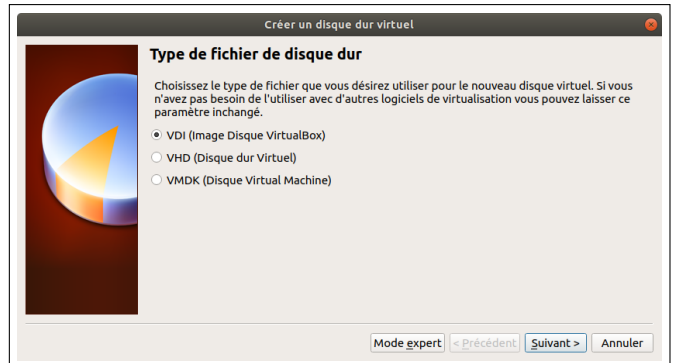 Créer un disque dur virtuel
Type de fichier de disque dur
Choisissez le type de fichier que vous désirez utiliser pour le nouveau disque virtuel. Si vous
n'avez pas besoin de l'utiliser avec d'autres logiciels de virtualisation vous pouvez laisser ce
paramètre inchangé.
VDI (Image Disque VirtualBox)
VHD (Disque dur Virtuel)
VMDK (Disque Virtual Machine)
Mode expert < Précédent Suivant > Annuler